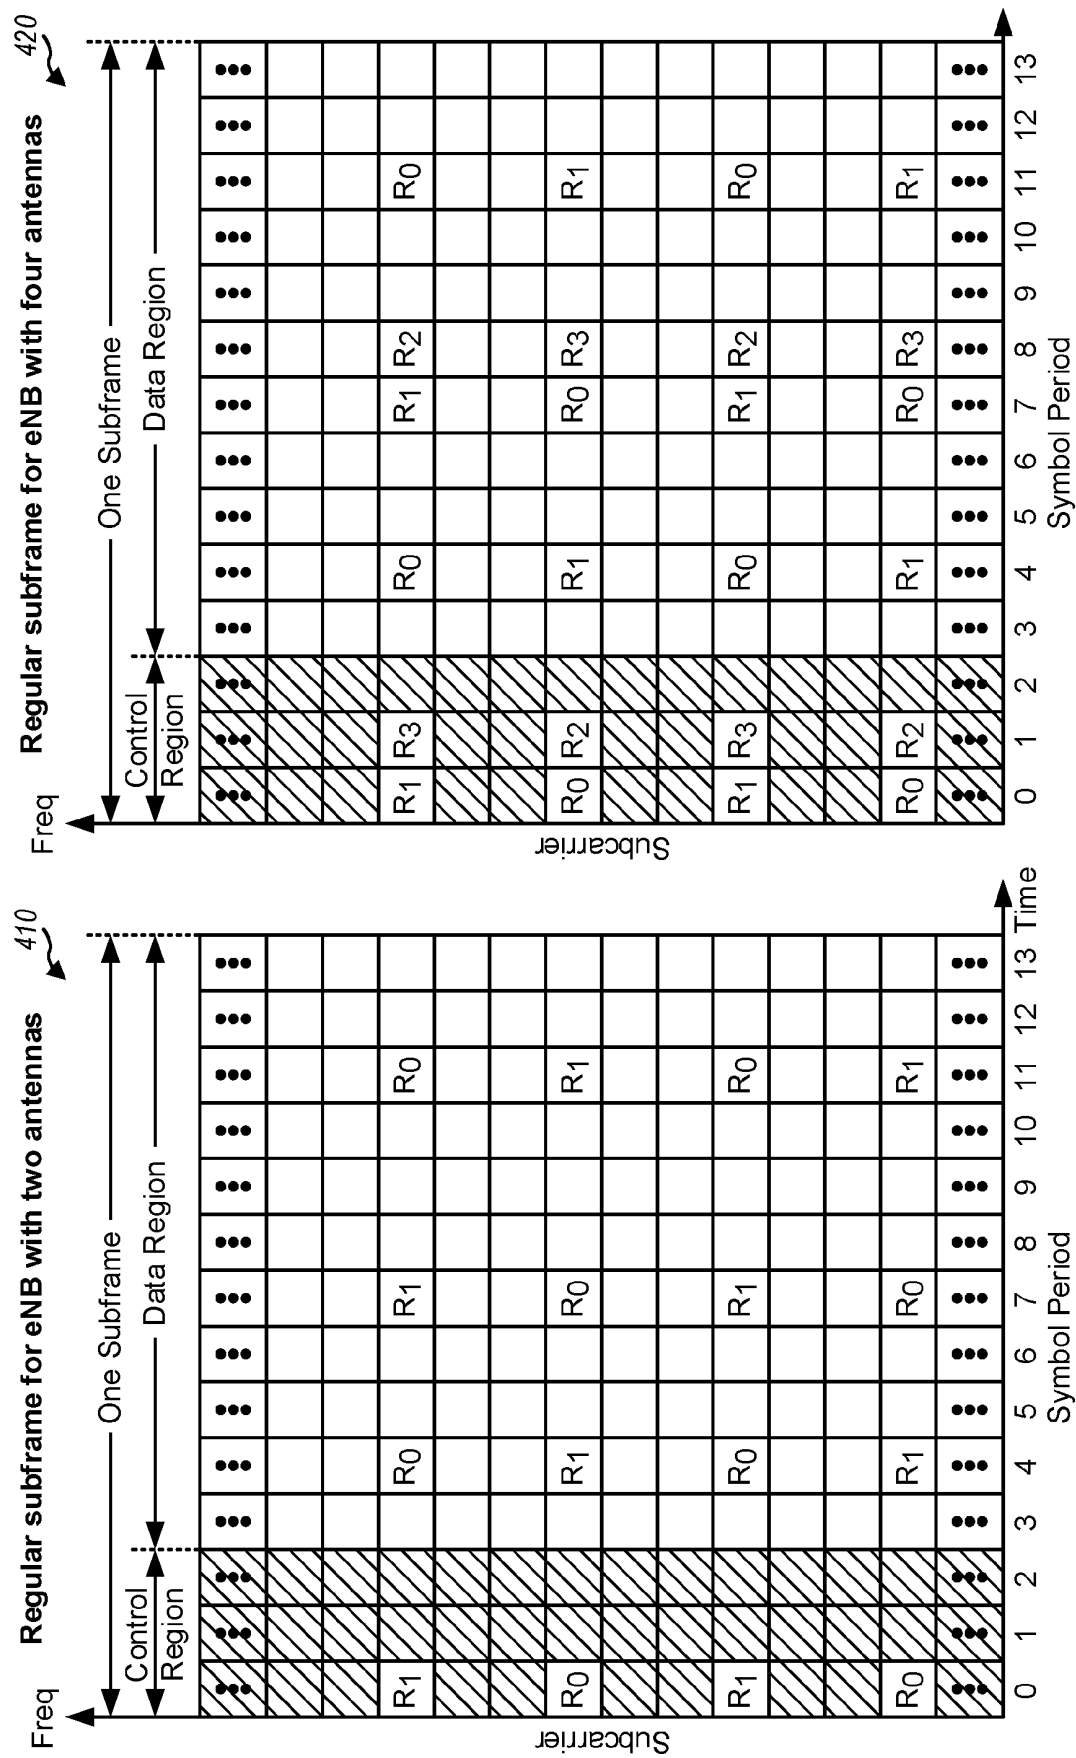 Regular subframe for eNB with two antennas
410
Freq
One Subframe
Control
Region
Data Region
R1 R0 R1 R0
R0 R1 R0 R1
R1 R0 R1 R0
R0 R1 R0 R1
Subcarrier
0 1 2 3 4 5 6 7 8 9 10 11 12 13
Time
Symbol Period
Regular subframe for eNB with four antennas
420
Freq
One Subframe
Control
Region
Data Region
R1 R3 R0 R1 R2 R0
R0 R2 R1 R0 R3 R1
R1 R3 R0 R1 R2 R0
R0 R2 R1 R0 R3 R1
Subcarrier
0 1 2 3 4 5 6 7 8 9 10 11 12 13
Symbol Period